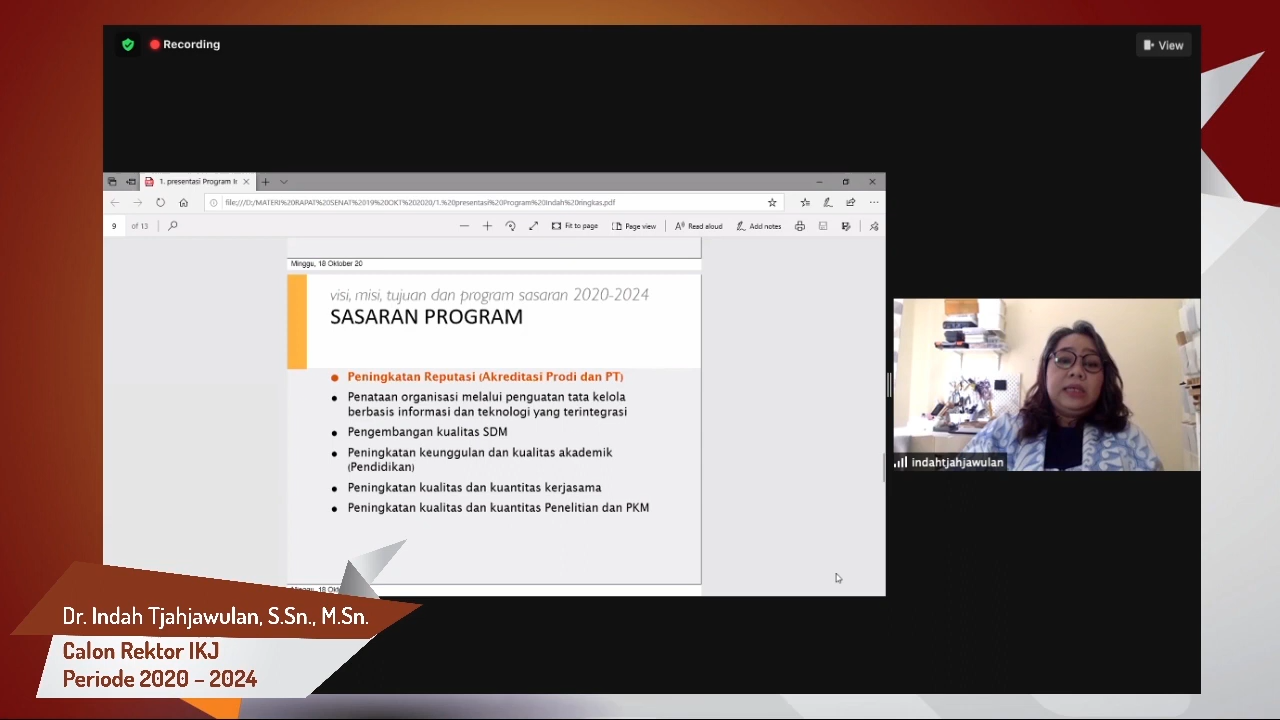 Recording
View
1. presentasi Program Ir
file:///D:/MATERI%20RAPAT%20SENAT%2019%20OKT%202020/1.%20presentasi%20Program%20Indah%20ringkas.pdf
9 of 13
Fit to page
Page view
Read aloud
Add notes
Minggu, 18 Oktober 20
visi, misi, tujuan dan program sasaran 2020-2024
SASARAN PROGRAM
Peningkatan Reputasi (Akreditasi Prodi dan PT)
Penataan organisasi melalui penguatan tata kelola
berbasis informasi dan teknologi yang terintegrasi
Pengembangan kualitas SDM
Peningkatan keunggulan dan kualitas akademik
(Pendidikan)
Peningkatan kualitas dan kuantitas kerjasama
Peningkatan kualitas dan kuantitas Penelitian dan PKM
indahtjahjawulan
Dr. Indah Tjahjawulan, S.Sn., M.Sn.
Calon Rektor IKJ
Periode 2020 – 2024